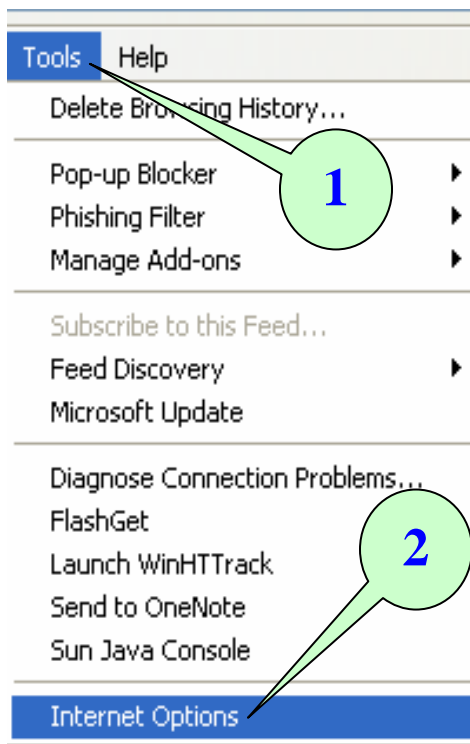 Tools Help
Delete Browsing History...
1
Pop-up Blocker
Phishing Filter
Manage Add-ons
Subscribe to this Feed...
Feed Discovery
Microsoft Update
Diagnose Connection Problems...
FlashGet
2
Launch WinHTTrack
Send to OneNote
Sun Java Console
Internet Options